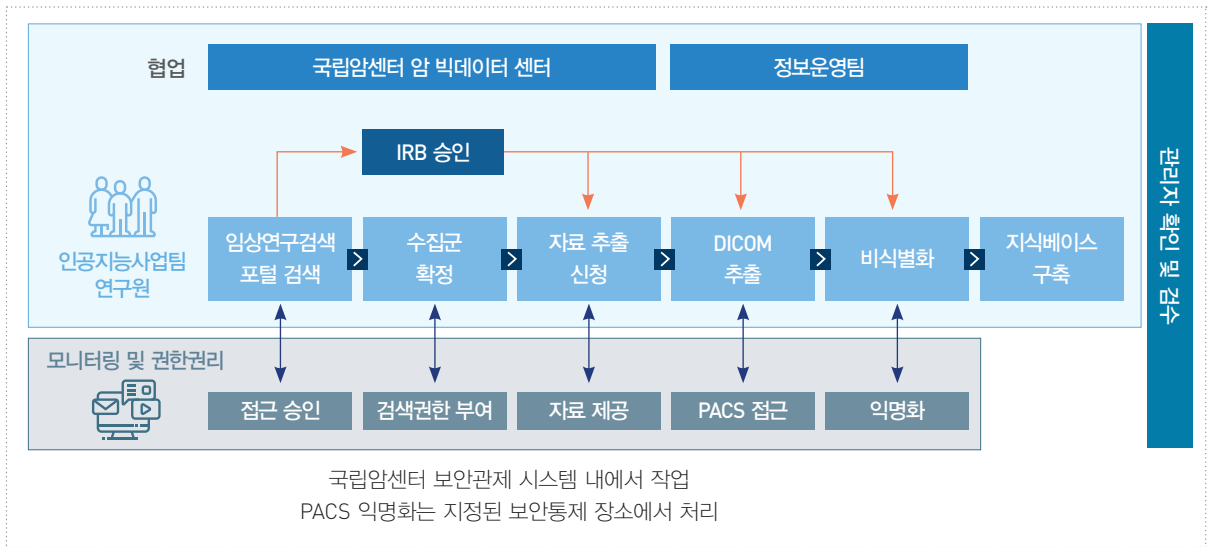 협업
국립암센터 암 빅데이터 센터
정보운영팀
IRB 승인
인공지능사업팀
연구원
임상연구검색
포털 검색
수집군
확정
자료 추출
신청
DICOM
추출
비식별화
지식베이스
구축
모니터링 및 권한권리
접근 승인
검색권한 부여
자료 제공
PACS 접근
익명화
관리자 확인 및 검수
국립암센터 보안관제 시스템 내에서 작업
PACS 익명화는 지정된 보안통제 장소에서 처리